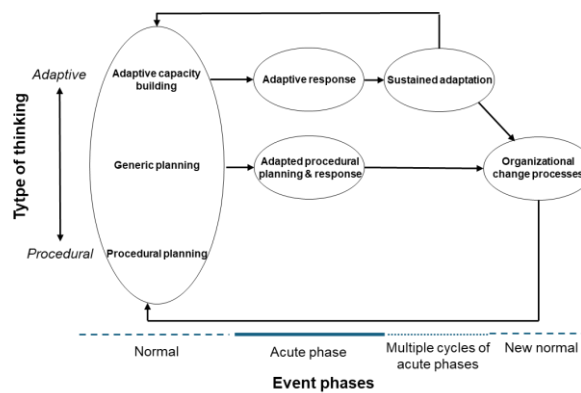 Adaptive
Adaptive capacity
building
Adaptive response
Sustained adaptation
Tytpe of thinking
Generic planning
Adapted procedural
planning & response
Organizational
change processes
Procedural
Procedural planning
Normal
Acute phase
Multiple cycles of
acute phases
New normal
Event phases